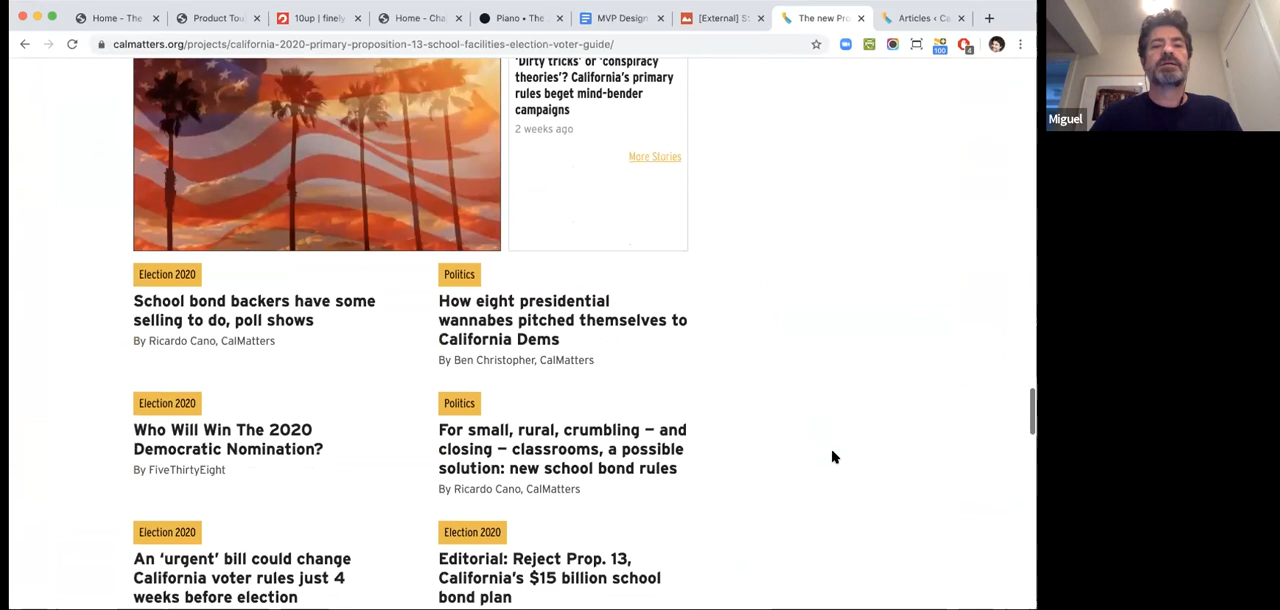 Home - The
Product Tou
10up | finely
Home - Cha
Piano • The
MVP Design
[External] S
The new Pro
Articles ‹ Ca
calmatters.org/projects/california-2020-primary-proposition-13-school-facilities-election-voter-guide/
100
4
'Dirty tricks' or 'conspiracy
theories'? California's primary
rules beget mind-bender
campaigns
2 weeks ago
More Stories
Miguel
Election 2020
School bond backers have some
selling to do, poll shows
By Ricardo Cano, CalMatters
Politics
How eight presidential
wannabes pitched themselves to
California Dems
By Ben Christopher, CalMatters
Election 2020
Who Will Win The 2020
Democratic Nomination?
By FiveThirtyEight
Politics
For small, rural, crumbling – and
closing – classrooms, a possible
solution: new school bond rules
By Ricardo Cano, CalMatters
Election 2020
An 'urgent' bill could change
California voter rules just 4
weeks before election
Election 2020
Editorial: Reject Prop. 13,
California's $15 billion school
bond plan